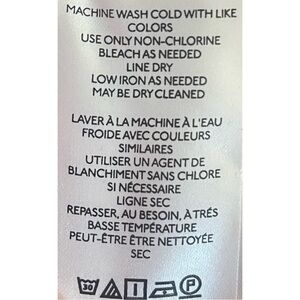 MACHINE WASH COLD WITH LIKE
COLORS
USE ONLY NON-CHLORINE
BLEACH AS NEEDED
LINE DRY
LOW IRON AS NEEDED
MAY BE DRY CLEANED
LAVER À LA MACHINE À L'EAU
FROIDE AVEC COULEURS
SIMILAIRES
UTILISER UN AGENT DE
BLANCHIMENT SANS CHLORE
SI NÉCESSAIRE
LIGNE SEC
REPASSER, AU BESOIN, À TRÉS
BASSE TEMPÉRATURE
PEUT-ÊTRE ÊTRE NETTOYÉE
SEC
30 P